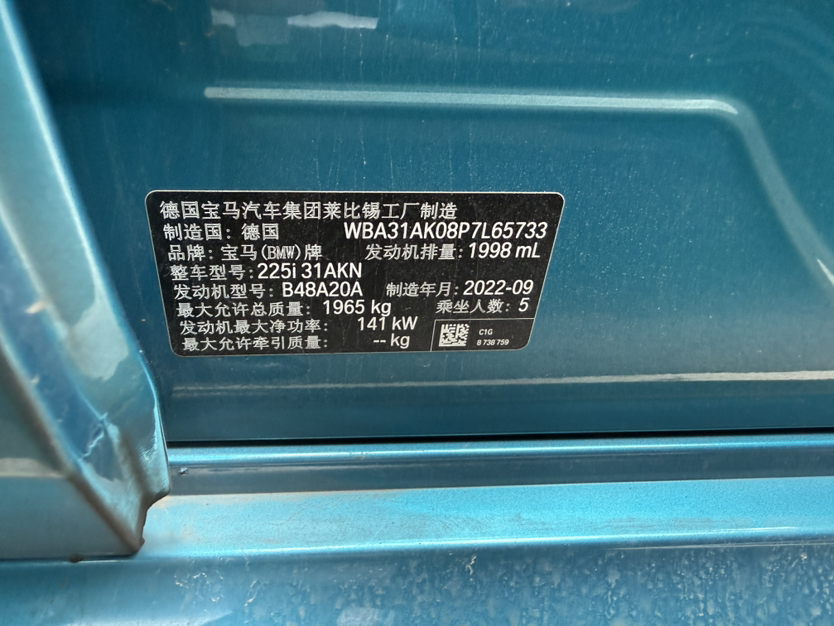 德国宝马汽车集团莱比锡工厂制造
制造国: 德国 WBA31AK08P7L65733
品牌: 宝马(BMW)牌 发动机排量: 1998 mL
整车型号: 225i 31AKN
发动机型号: B48A20A 制造年月: 2022-09
最大允许总质量: 1965 kg 乘坐人数: 5
发动机最大净功率: 141 kW
最大允许牵引质量: -- kg
C1G
8 738 759